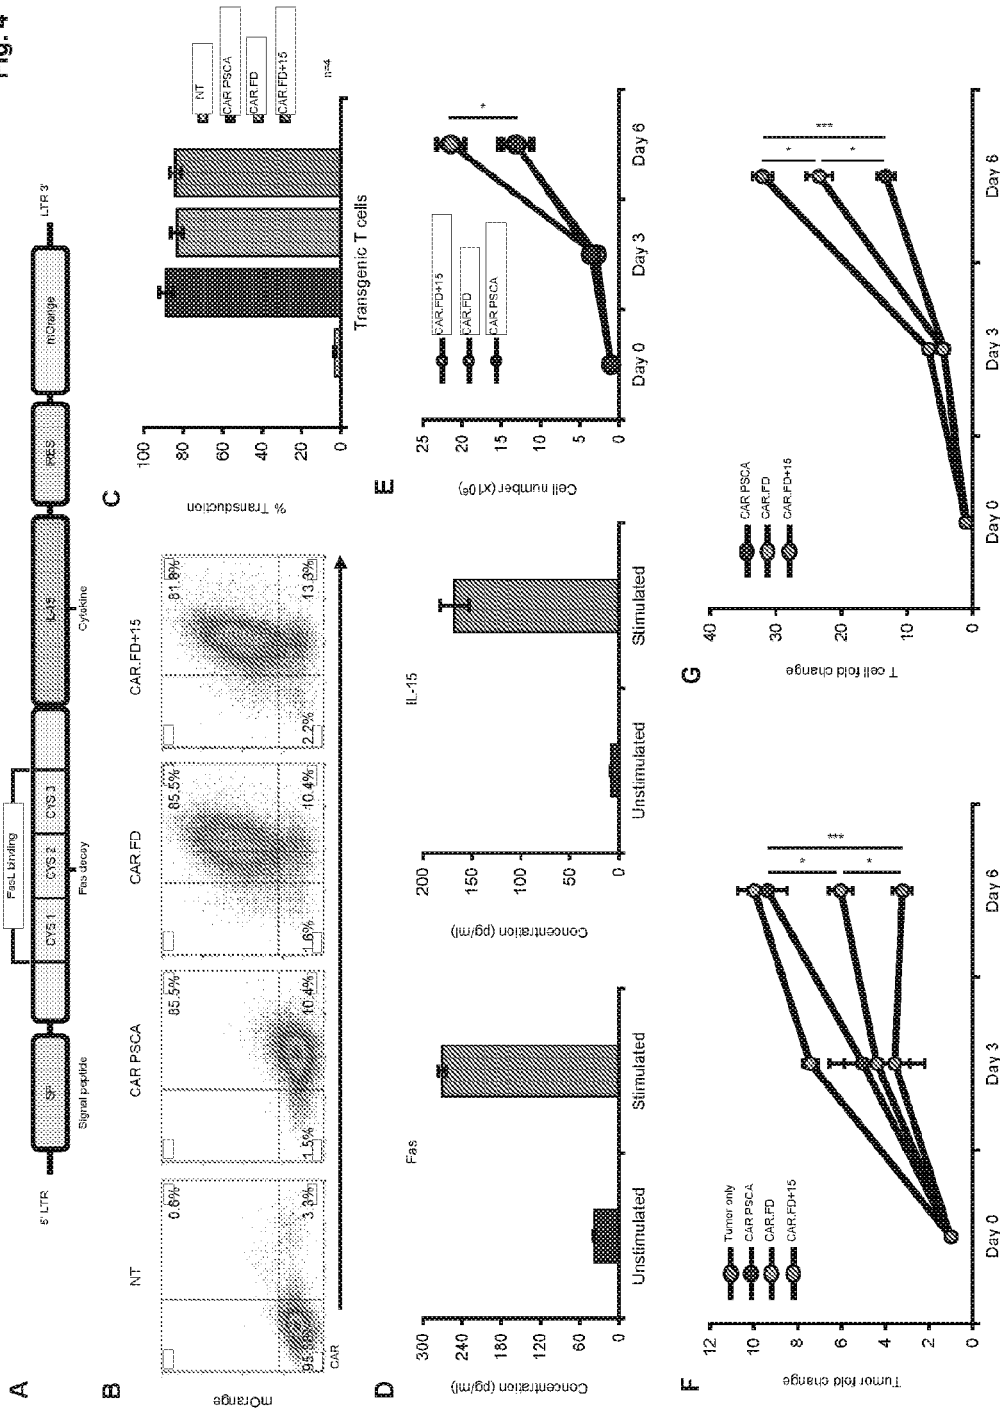 Fig. 4
A
5' LTR
SP
Signal peptide
FasL binding
CYS 1
CYS 2
CYS 3
Fas decoy
IL-15
Cytokine
IRES
mOrange
LTR 3'
B
NT
CAR.PSCA
CAR.FD
CAR.FD+15
0.6%
3.3%
85.5%
1.5%
10.4%
85.5%
1.6%
10.4%
81.9%
2.2%
13.3%
mOrange
CAR
C
% Transduction
100
80
60
40
20
0
Transgenic T cells
NT
CAR.PSCA
CAR.FD
CAR.FD+15
n=4
D
Fas
Concentration (pg/ml)
300
240
180
120
60
0
Unstimulated
Stimulated
IL-15
Concentration (pg/ml)
200
150
100
50
0
Unstimulated
Stimulated
E
Cell number (x10⁶)
25
20
15
10
5
0
Day 0
Day 3
Day 6
CAR.FD+15
CAR.FD
CAR.PSCA
*
F
Tumor fold change
12
10
8
6
4
2
0
Day 0
Day 3
Day 6
Tumor only
CAR.PSCA
CAR.FD
CAR.FD+15
*
*
***
G
T cell fold change
40
30
20
10
0
Day 0
Day 3
Day 6
CAR.PSCA
CAR.FD
CAR.FD+15
*
*
***